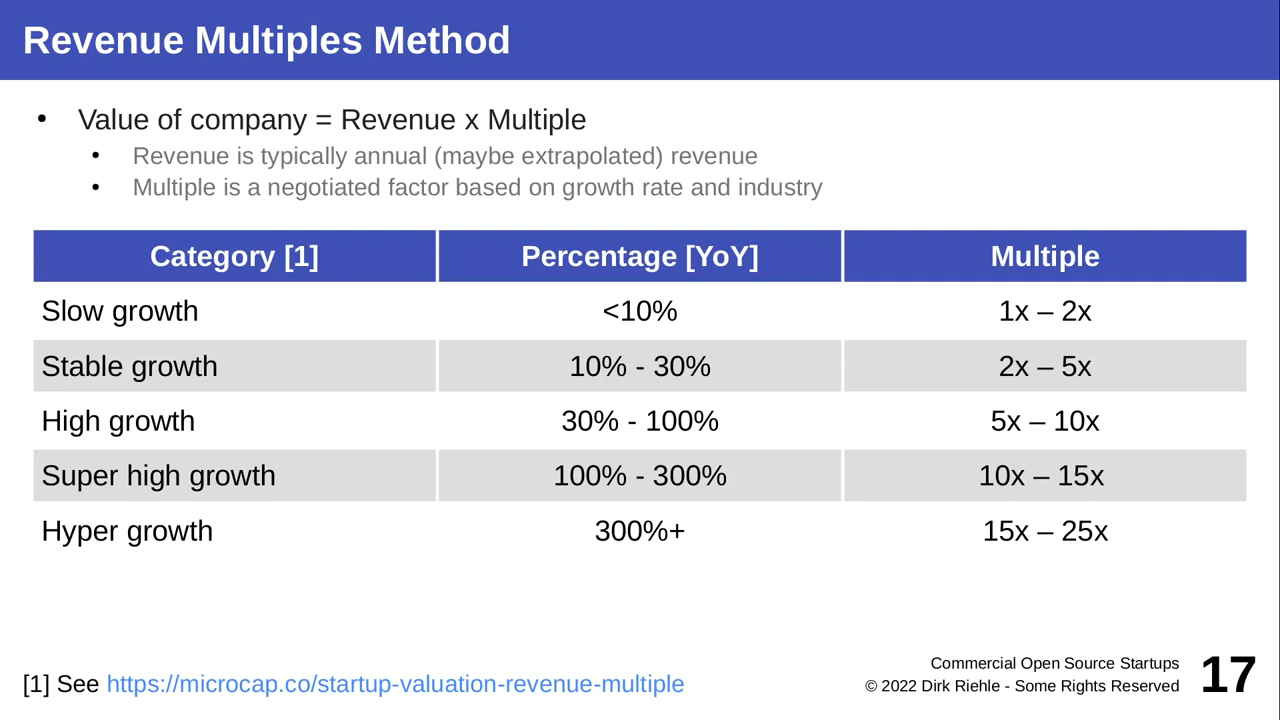 Revenue Multiples Method
• Value of company = Revenue x Multiple
• Revenue is typically annual (maybe extrapolated) revenue
• Multiple is a negotiated factor based on growth rate and industry
Category [1] Percentage [YoY] Multiple
Slow growth <10% 1x – 2x
Stable growth 10% - 30% 2x – 5x
High growth 30% - 100% 5x – 10x
Super high growth 100% - 300% 10x – 15x
Hyper growth 300%+ 15x – 25x
[1] See https://microcap.co/startup-valuation-revenue-multiple
Commercial Open Source Startups
© 2022 Dirk Riehle - Some Rights Reserved
17